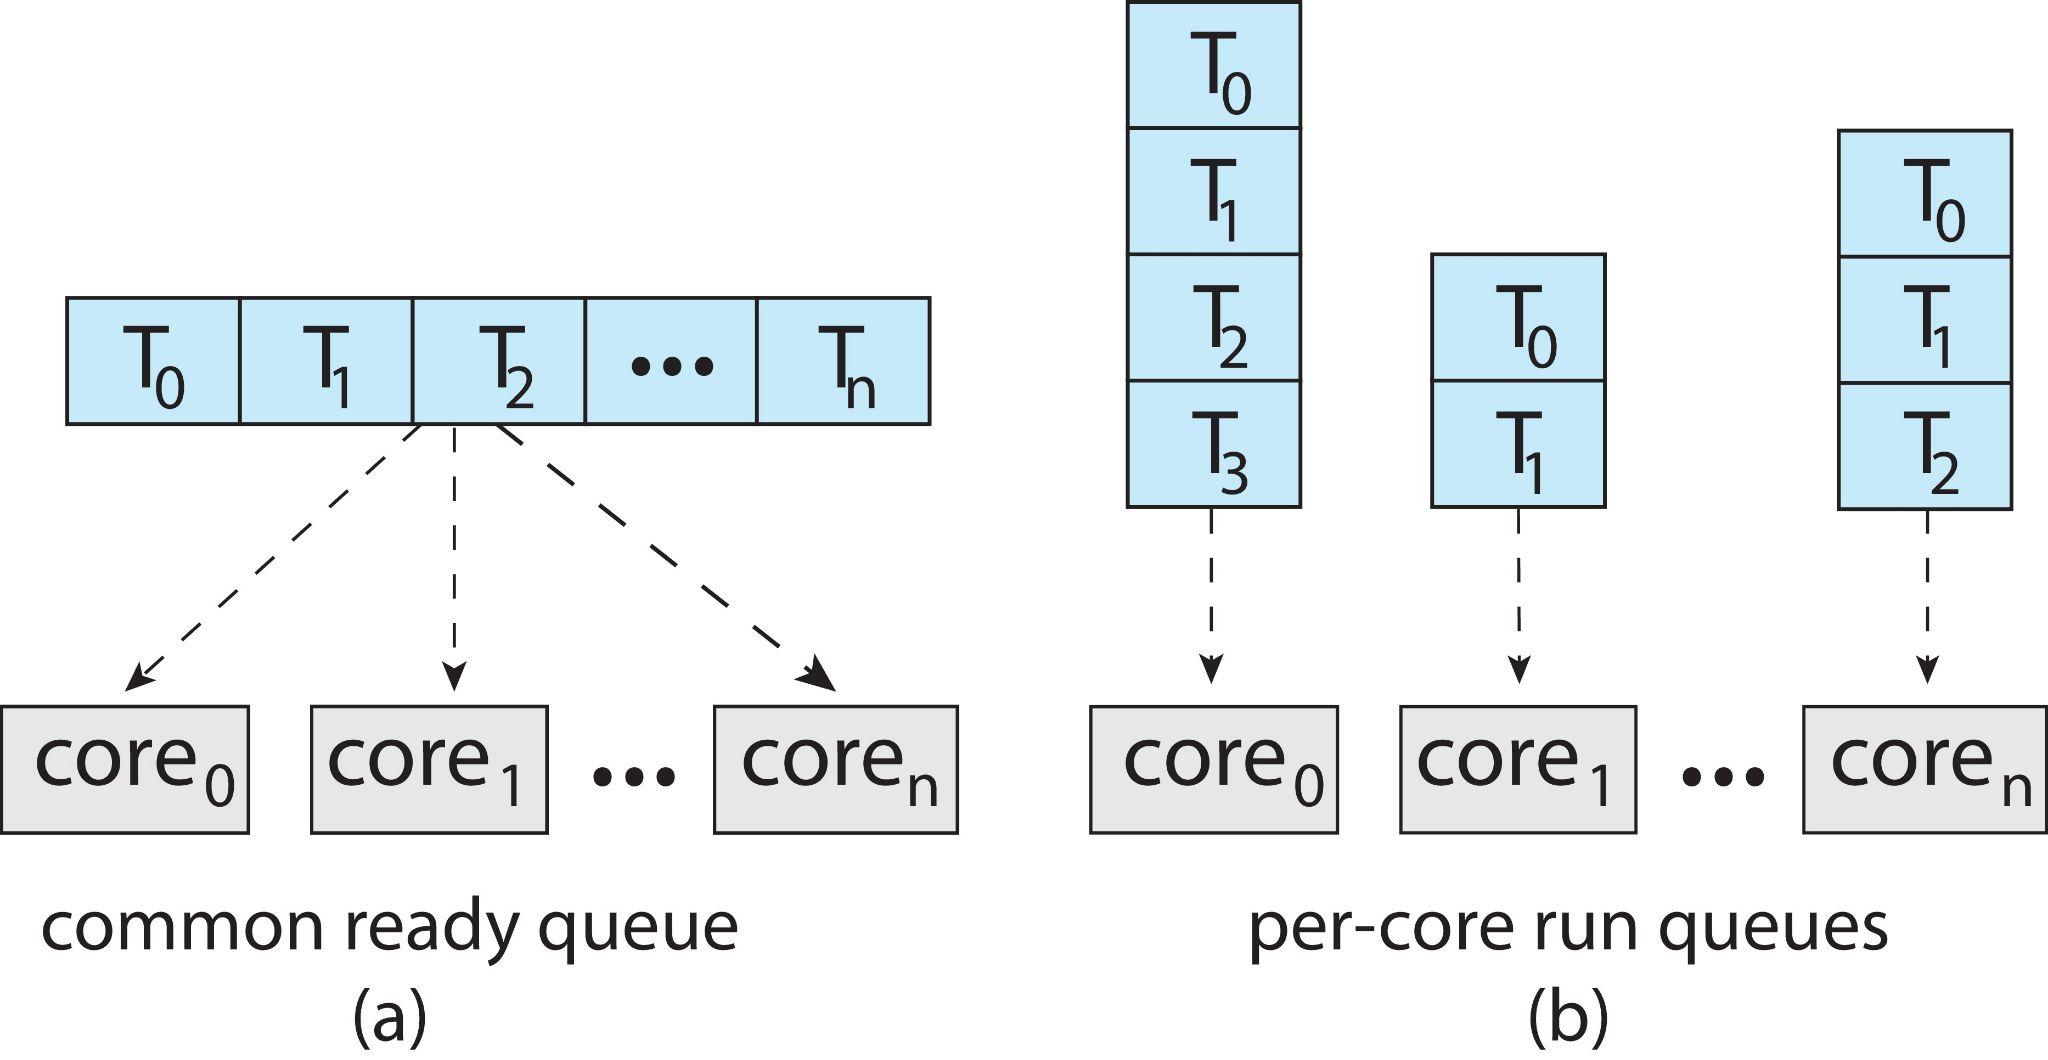 T0 T1 T2 ••• Tn
core0 core1 ••• coren
common ready queue
(a)
T0
T1
T2
T3
T0
T1
T0
T1
T2
core0 core1 ••• coren
per-core run queues
(b)